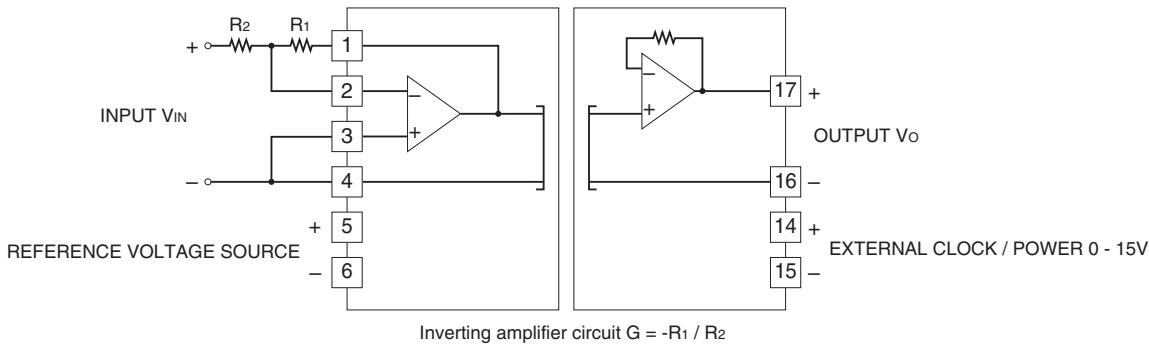 R2 R1
+ 1
2 − 17 +
INPUT VIN + − +
3 OUTPUT VO
− 4 16 −
+ 5 14 +
REFERENCE VOLTAGE SOURCE EXTERNAL CLOCK / POWER 0 - 15V
− 6 15 −
Inverting amplifier circuit G = -R1 / R2